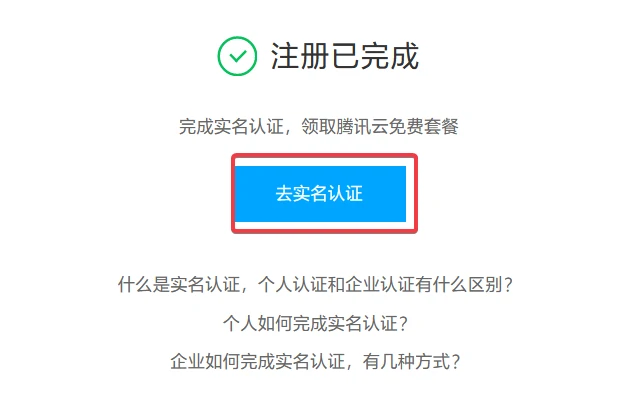 注册已完成
完成实名认证，领取腾讯云免费套餐
去实名认证
什么是实名认证，个人认证和企业认证有什么区别？
个人如何完成实名认证？
企业如何完成实名认证，有几种方式？